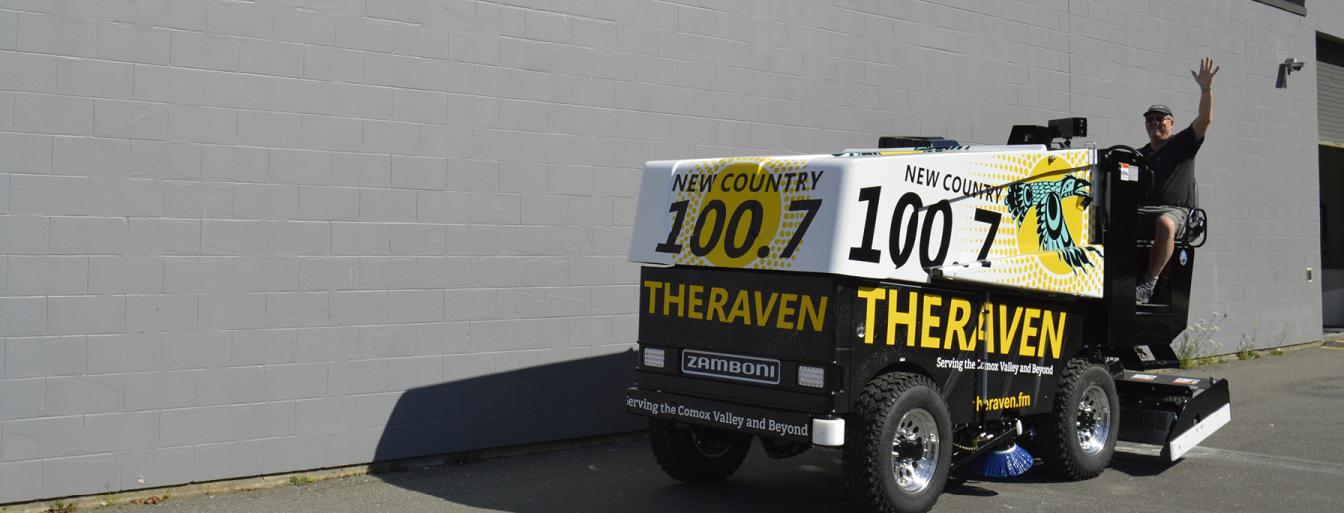 NEW COUNTRY
100.7
THERAVEN
ZAMBONI
Serving the Comox Valley and Beyond
NEW COUNTRY
100.7
THERAVEN
Serving the Comox Valley and Beyond
heraven.fm